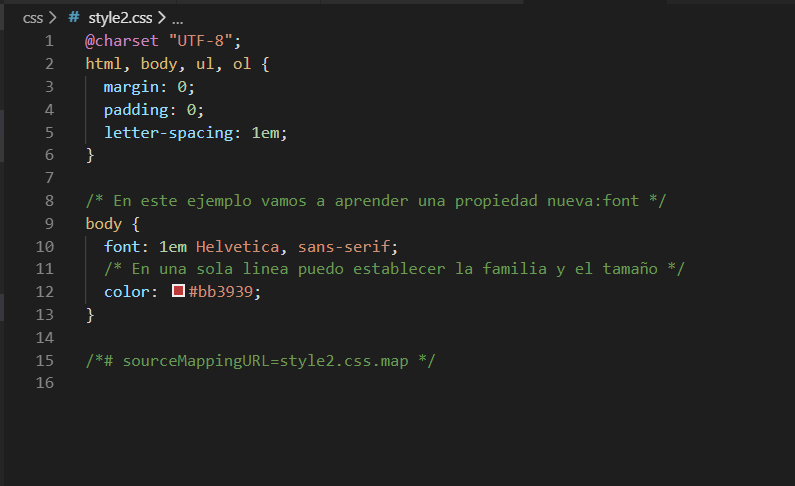 css > # style2.css > ...
1 @charset "UTF-8";
2 html, body, ul, ol {
3 margin: 0;
4 padding: 0;
5 letter-spacing: 1em;
6 }
7
8 /* En este ejemplo vamos a aprender una propiedad nueva:font */
9 body {
10 font: 1em Helvetica, sans-serif;
11 /* En una sola linea puedo establecer la familia y el tamaño */
12 color: #bb3939;
13 }
14
15 /*# sourceMappingURL=style2.css.map */
16